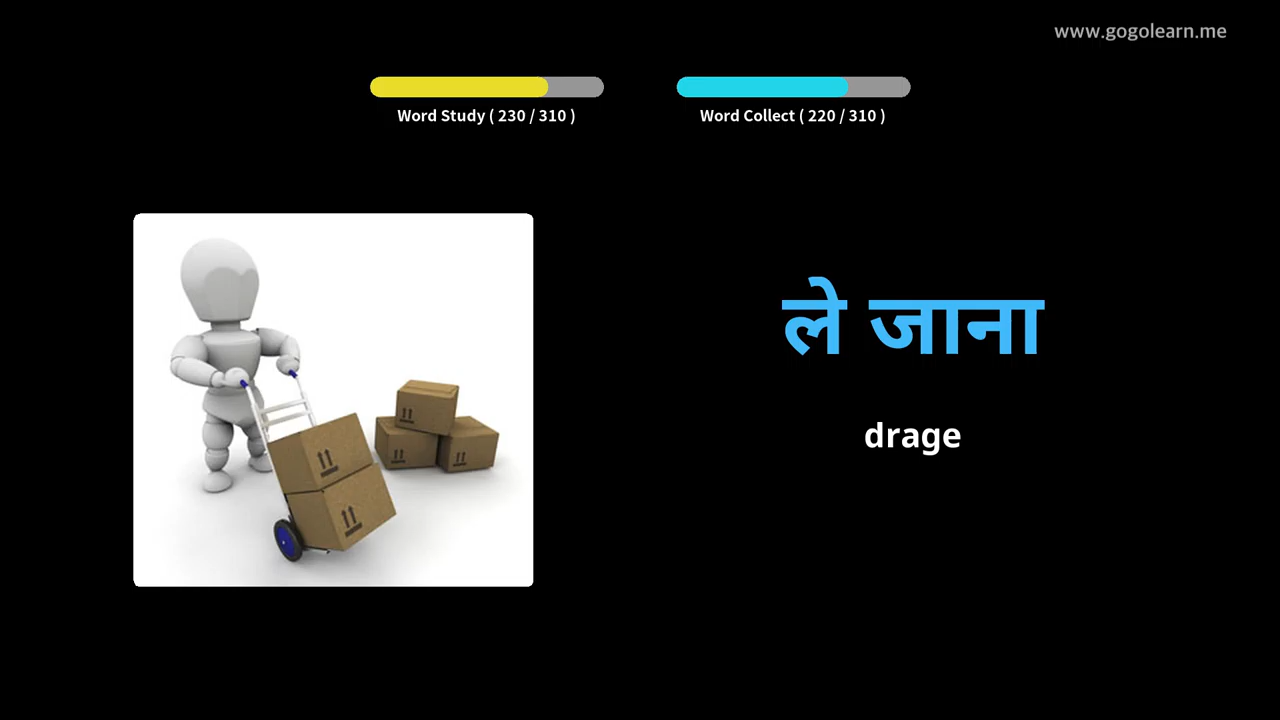 www.gogolearn.me
Word Study ( 230 / 310 )
Word Collect ( 220 / 310 )
ले जाना
drage